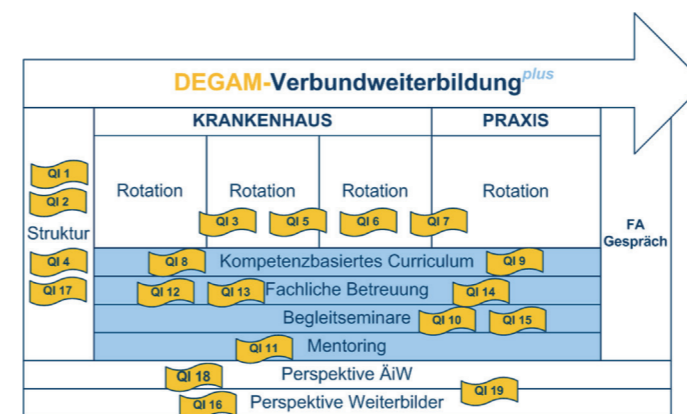 DEGAM-Verbundweiterbildung plus
KRANKENHAUS PRAXIS
QI 1
QI 2
Struktur
QI 4
QI 17
Rotation Rotation Rotation Rotation
QI 3 QI 5 QI 6 QI 7
FA
Gespräch
QI 8 Kompetenzbasiertes Curriculum QI 9
QI 12 QI 13 Fachliche Betreuung QI 14
Begleitseminare QI 10 QI 15
QI 11 Mentoring
QI 18 Perspektive ÄiW
QI 19
QI 16 Perspektive Weiterbilder